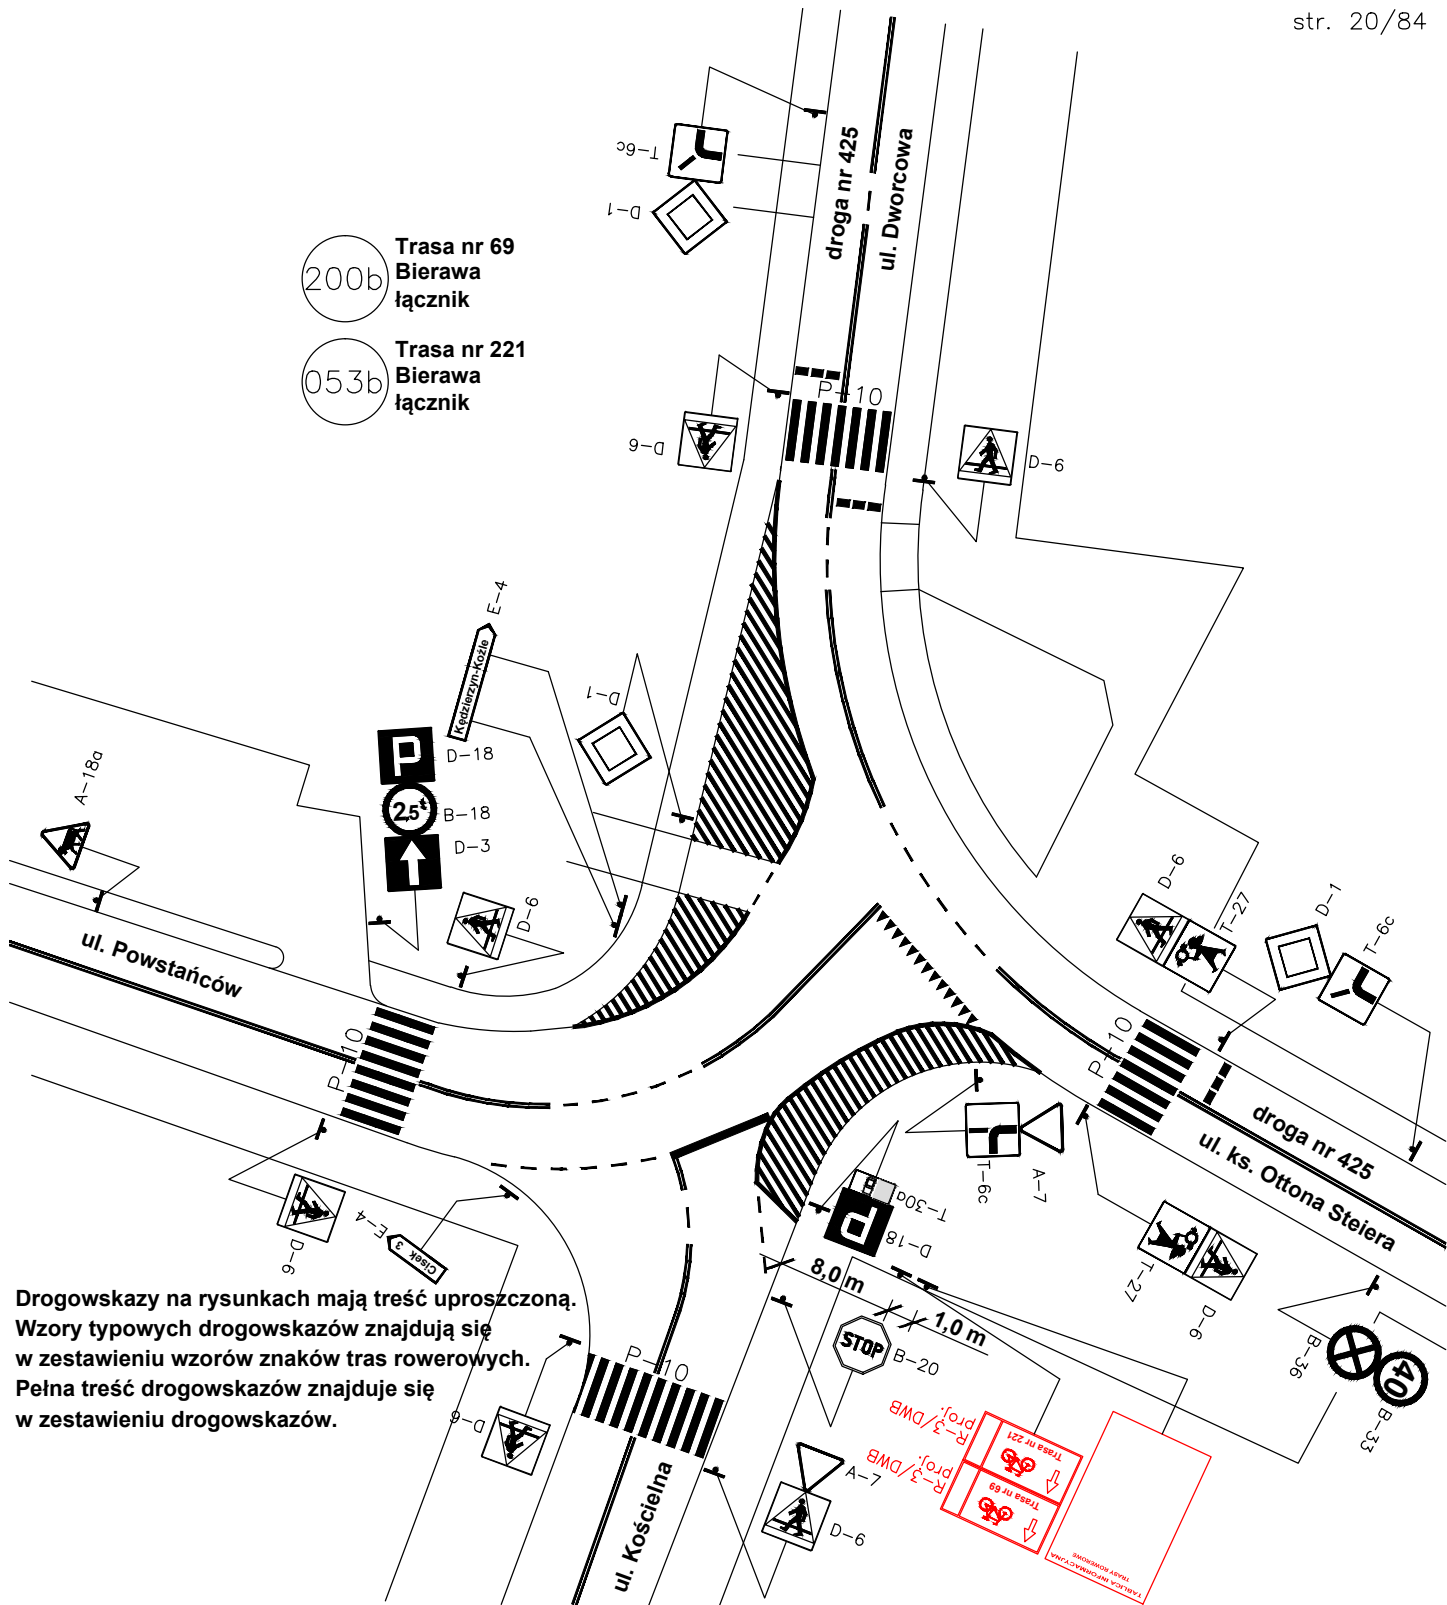 str. 20/84
T-6c
D-1
droga nr 425
ul. Dworcowa
200b
Trasa nr 69
Bierawa
łącznik
053b
Trasa nr 221
Bierawa
łącznik
P-10
D-6
D-6
E-4
Kędzierzyn-Koźle
D-1
A-18a
P
D-18
2,5t
B-18
D-3
D-6
ul. Powstańców
P-10
D-6
T-27
D-1
T-6c
P-10
droga nr 425
ul. ks. Ottona Steiera
T-6c
A-7
T-30a
P
D-18
T-27
D-6
B-36
40
B-33
D-6
E-4
Cisek 3
8,0 m
1,0 m
STOP
B-20
Drogowskazy na rysunkach mają treść uproszczoną.
Wzory typowych drogowskazów znajdują się
w zestawieniu wzorów znaków tras rowerowych.
Pełna treść drogowskazów znajduje się
w zestawieniu drogowskazów.
P-10
D-6
ul. Kościelna
A-7
D-6
R-3/DWB
proj.
R-3/DWB
proj.
Trasa nr 221
Trasa nr 69
TABLICA INFORMACYJNA
TRASY ROWEROWE